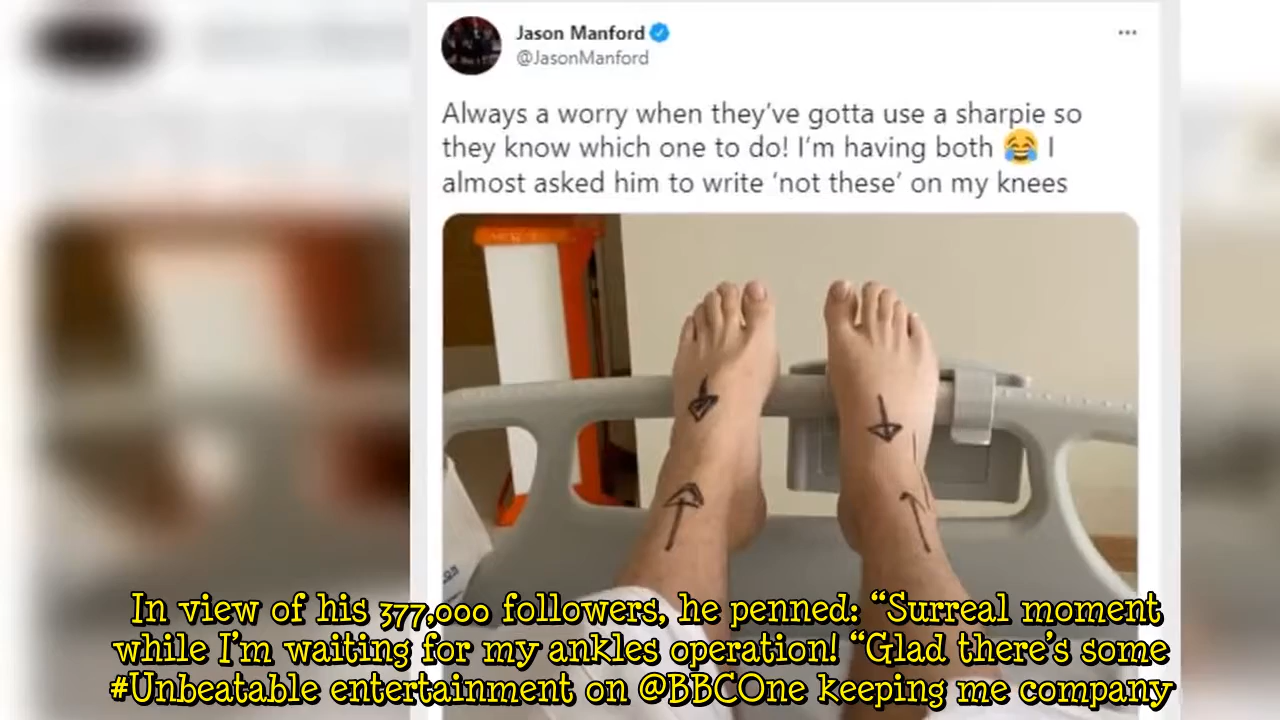 Jason Manford
@JasonManford
Always a worry when they've gotta use a sharpie so
they know which one to do! I'm having both 😂 I
almost asked him to write 'not these' on my knees
In view of his 377,000 followers, he penned: “Surreal moment
while I'm waiting for my ankles operation! “Glad there's some
#Unbeatable entertainment on @BBCOne keeping me company